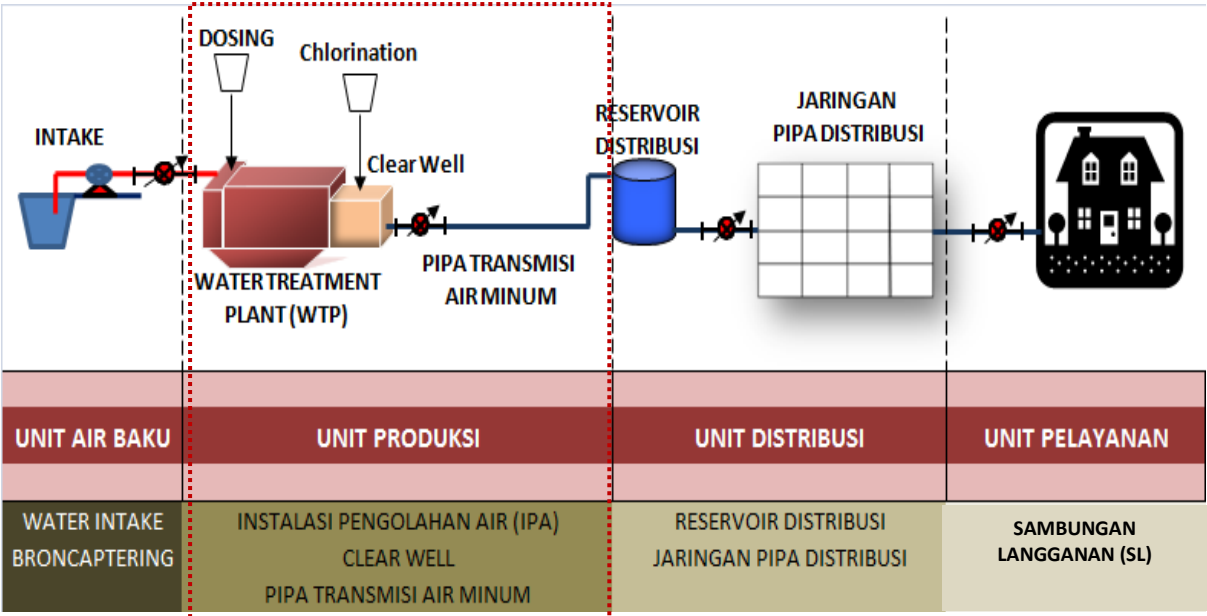 DOSING
Chlorination
INTAKE
Clear Well
WATER TREATMENT
PLANT (WTP)
PIPA TRANSMISI
AIR MINUM
RESERVOIR
DISTRIBUSI
JARINGAN
PIPA DISTRIBUSI
UNIT AIR BAKU
UNIT PRODUKSI
UNIT DISTRIBUSI
UNIT PELAYANAN
WATER INTAKE
BRONCAPTERING
INSTALASI PENGOLAHAN AIR (IPA)
CLEAR WELL
PIPA TRANSMISI AIR MINUM
RESERVOIR DISTRIBUSI
JARINGAN PIPA DISTRIBUSI
SAMBUNGAN
LANGGANAN (SL)